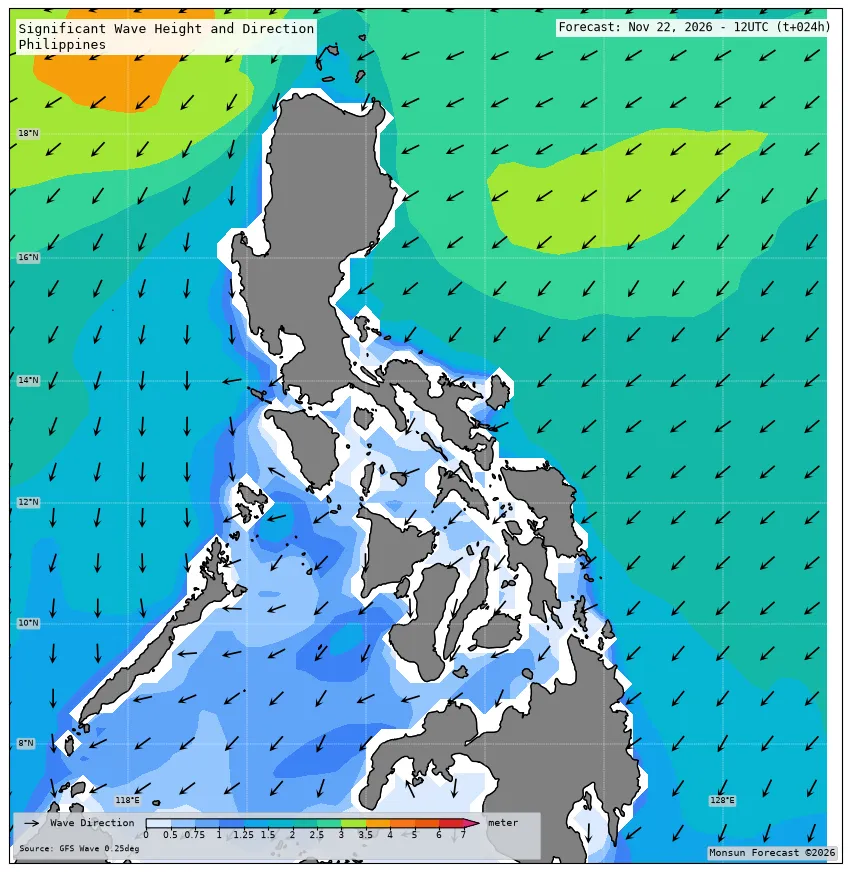 Significant Wave Height and Direction
Philippines
Forecast: Nov 22, 2026 - 12UTC (t+024h)
18°N
16°N
14°N
12°N
10°N
8°N
118°E
128°E
Wave Direction
meter
0 0.5 0.75 1 1.25 1.5 2 2.5 3 3.5 4 5 6 7
Source: GFS Wave 0.25deg
Monsun Forecast ©2026